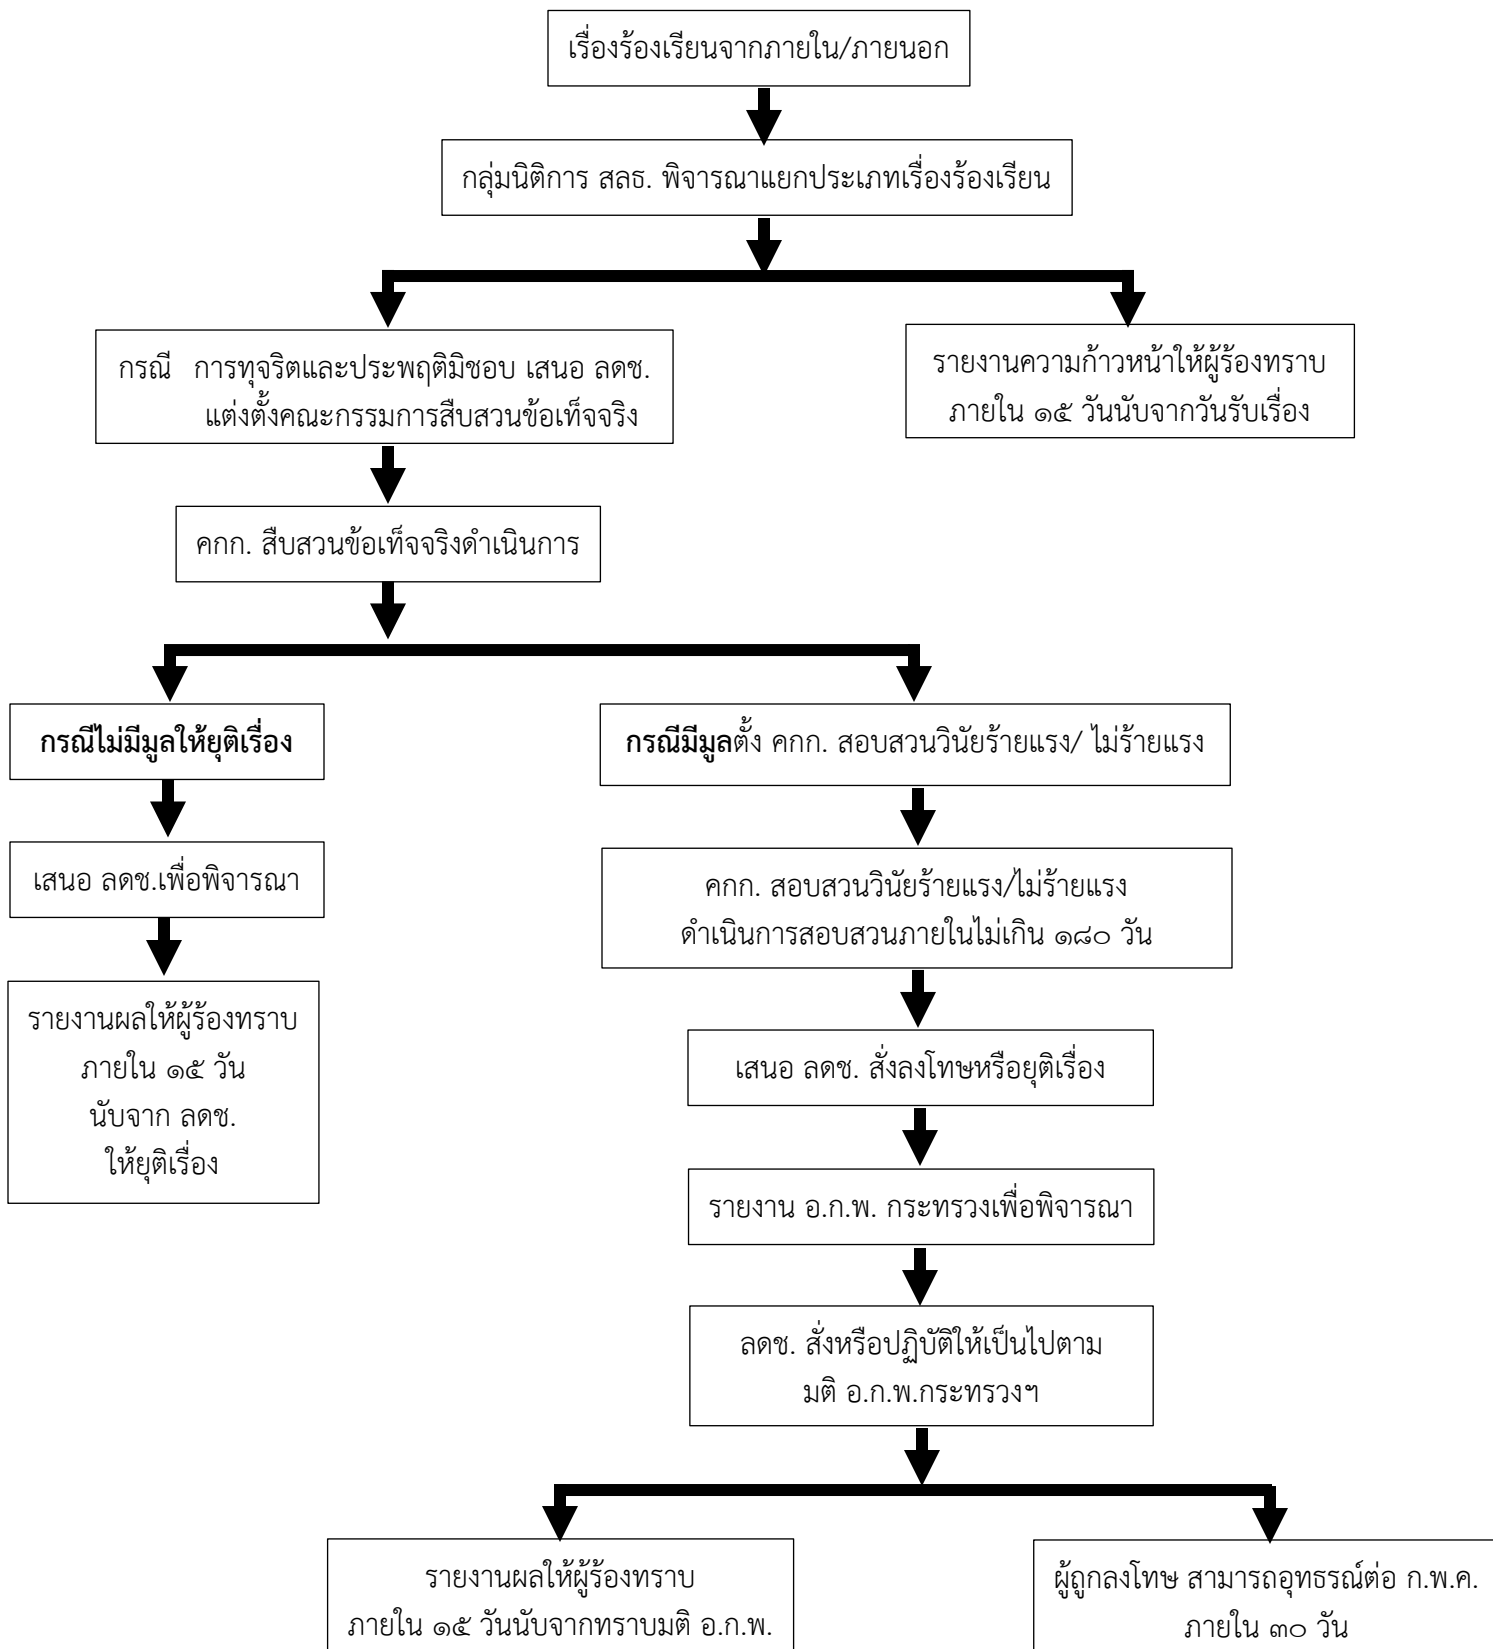 เรื่องร้องเรียนจากภายใน/ภายนอก
กลุ่มนิติการ สลธ. พิจารณาแยกประเภทเรื่องร้องเรียน
กรณี การทุจริตและประพฤติมิชอบ เสนอ ลดช.
แต่งตั้งคณะกรรมการสืบสวนข้อเท็จจริง
รายงานความก้าวหน้าให้ผู้ร้องทราบ
ภายใน ๑๕ วันนับจากวันรับเรื่อง
คกก. สืบสวนข้อเท็จจริงดำเนินการ
กรณีไม่มีมูลให้ยุติเรื่อง
เสนอ ลดช.เพื่อพิจารณา
รายงานผลให้ผู้ร้องทราบ
ภายใน ๑๕ วัน
นับจาก ลดช.
ให้ยุติเรื่อง
กรณีมีมูลตั้ง คกก. สอบสวนวินัยร้ายแรง/ ไม่ร้ายแรง
คกก. สอบสวนวินัยร้ายแรง/ไม่ร้ายแรง
ดำเนินการสอบสวนภายในไม่เกิน ๑๘๐ วัน
เสนอ ลดช. สั่งลงโทษหรือยุติเรื่อง
รายงาน อ.ก.พ. กระทรวงเพื่อพิจารณา
ลดช. สั่งหรือปฏิบัติให้เป็นไปตาม
มติ อ.ก.พ.กระทรวงฯ
รายงานผลให้ผู้ร้องทราบ
ภายใน ๑๕ วันนับจากทราบมติ อ.ก.พ.
ผู้ถูกลงโทษ สามารถอุทธรณ์ต่อ ก.พ.ค.
ภายใน ๓๐ วัน